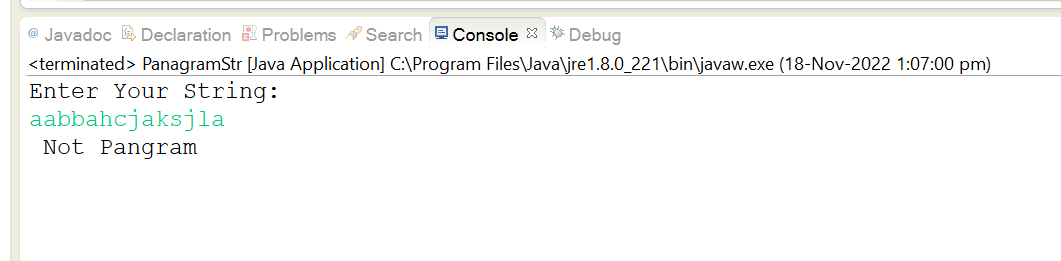 @ Javadoc Declaration Problems Search Console Debug
<terminated> PanagramStr [Java Application] C:\Program Files\Java\jre1.8.0_221\bin\javaw.exe (18-Nov-2022 1:07:00 pm)
Enter Your String:
aabbahcjaksjla
Not Pangram